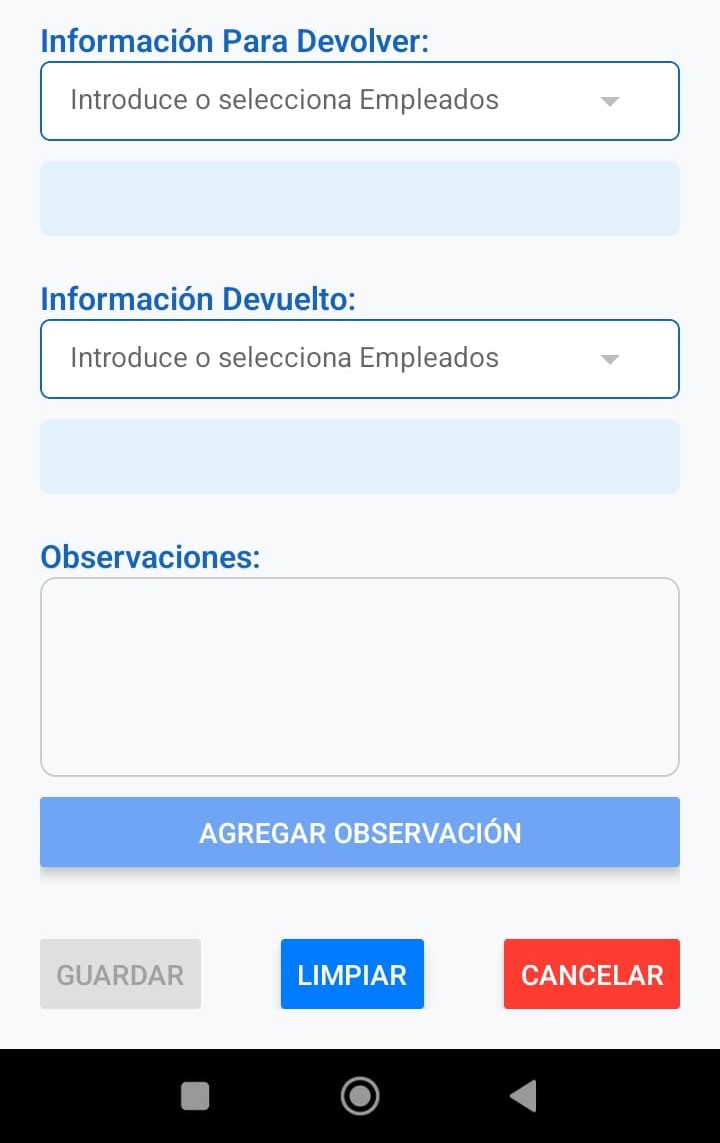 Información Para Devolver:
Introduce o selecciona Empleados
Información Devuelto:
Introduce o selecciona Empleados
Observaciones:
AGREGAR OBSERVACIÓN
GUARDAR LIMPIAR CANCELAR